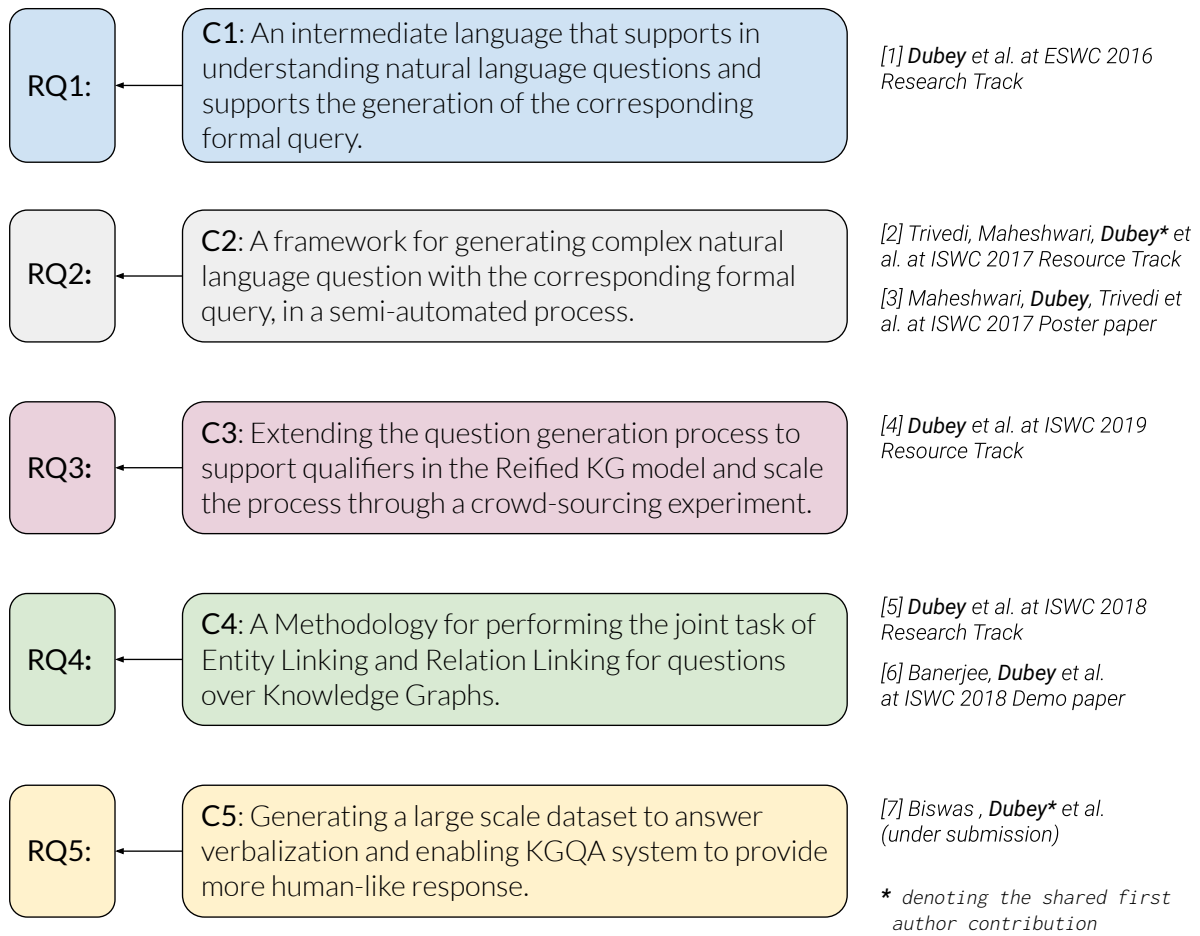 RQ1:
C1: An intermediate language that supports in
understanding natural language questions and
supports the generation of the corresponding
formal query.
[1] Dubey et al. at ESWC 2016
Research Track
RQ2:
C2: A framework for generating complex natural
language question with the corresponding formal
query, in a semi-automated process.
[2] Trivedi, Maheshwari, Dubey* et
al. at ISWC 2017 Resource Track
[3] Maheshwari, Dubey, Trivedi et
al. at ISWC 2017 Poster paper
RQ3:
C3: Extending the question generation process to
support qualifiers in the Reified KG model and scale
the process through a crowd-sourcing experiment.
[4] Dubey et al. at ISWC 2019
Resource Track
RQ4:
C4: A Methodology for performing the joint task of
Entity Linking and Relation Linking for questions
over Knowledge Graphs.
[5] Dubey et al. at ISWC 2018
Research Track
[6] Banerjee, Dubey et al.
at ISWC 2018 Demo paper
RQ5:
C5: Generating a large scale dataset to answer
verbalization and enabling KGQA system to provide
more human-like response.
[7] Biswas , Dubey* et al.
(under submission)
* denoting the shared first
author contribution